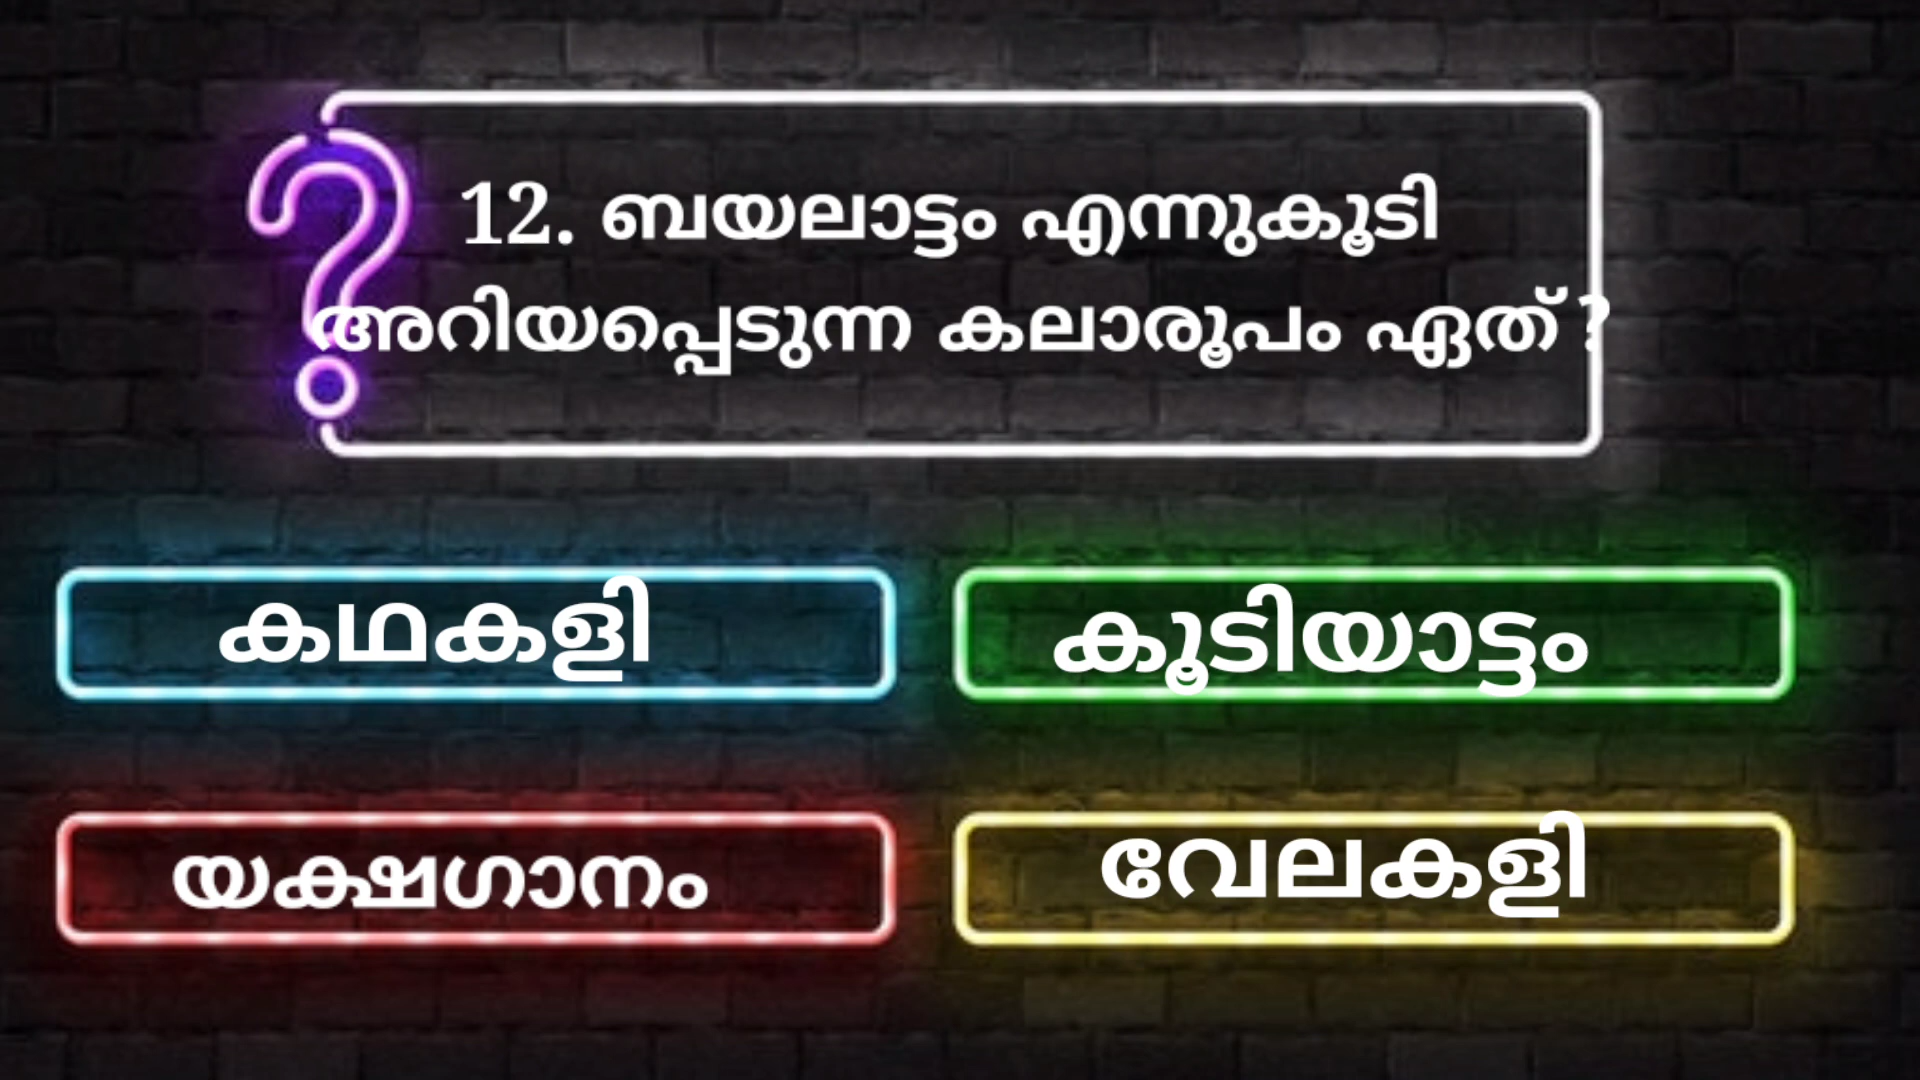 12. ബയലാട്ടം എന്നുകൂടി
അറിയപ്പെടുന്ന കലാരൂപം ഏത് ?
കഥകളി
കൂടിയാട്ടം
യക്ഷഗാനം
വേലകളി